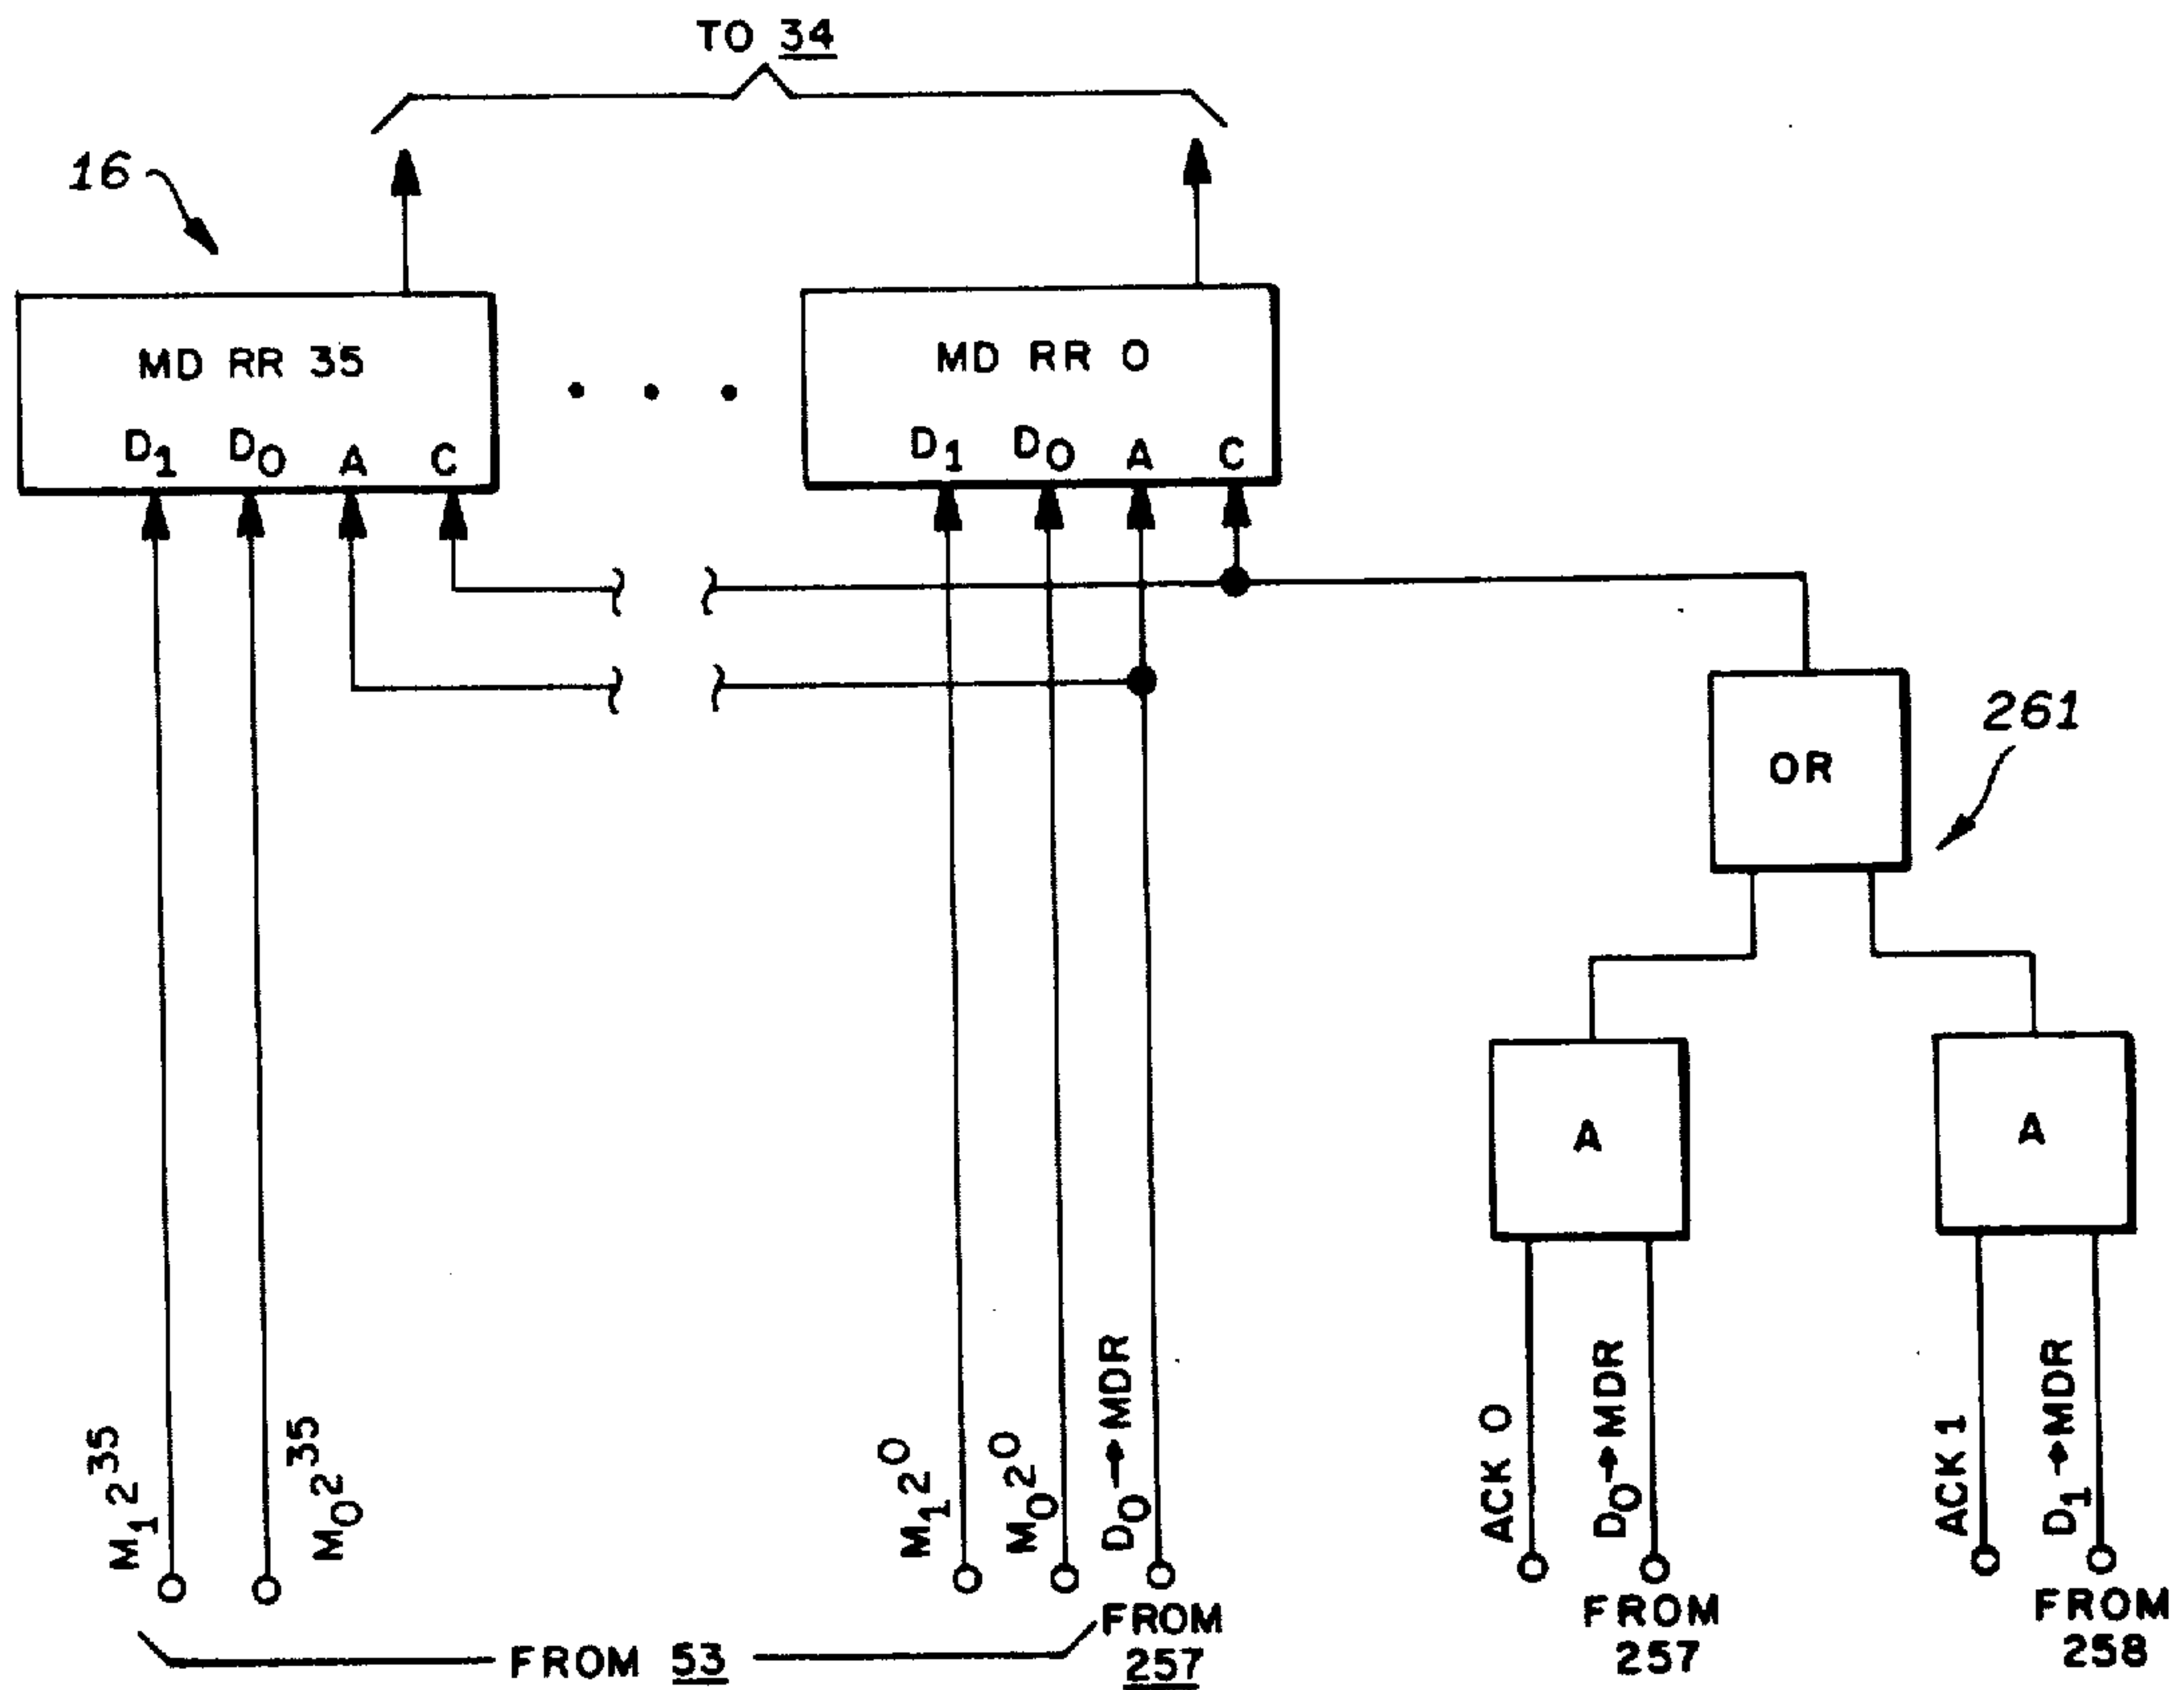 TO 34
16
MD RR 35
D1 D0 A C
MD RR 0
D1 D0 A C
261
OR
A
A
M1 2^35
M0 2^35
M1 2^0
M0 2^0
D0→MDR
ACK 0
D0→MDR
ACK 1
D1→MDR
FROM 53
FROM
257
FROM
257
FROM
258